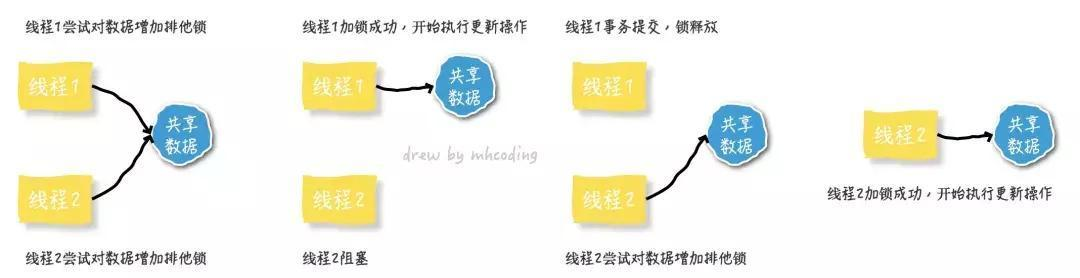 线程1尝试对数据增加排他锁
线程1
共享
数据
线程2
线程2尝试对数据增加排他锁
线程1加锁成功，开始执行更新操作
线程1
共享
数据
drew by mhcoding
线程2
线程2阻塞
线程1事务提交，锁释放
线程1
共享
数据
线程2
线程2尝试对数据增加排他锁
线程2
共享
数据
线程2加锁成功，开始执行更新操作